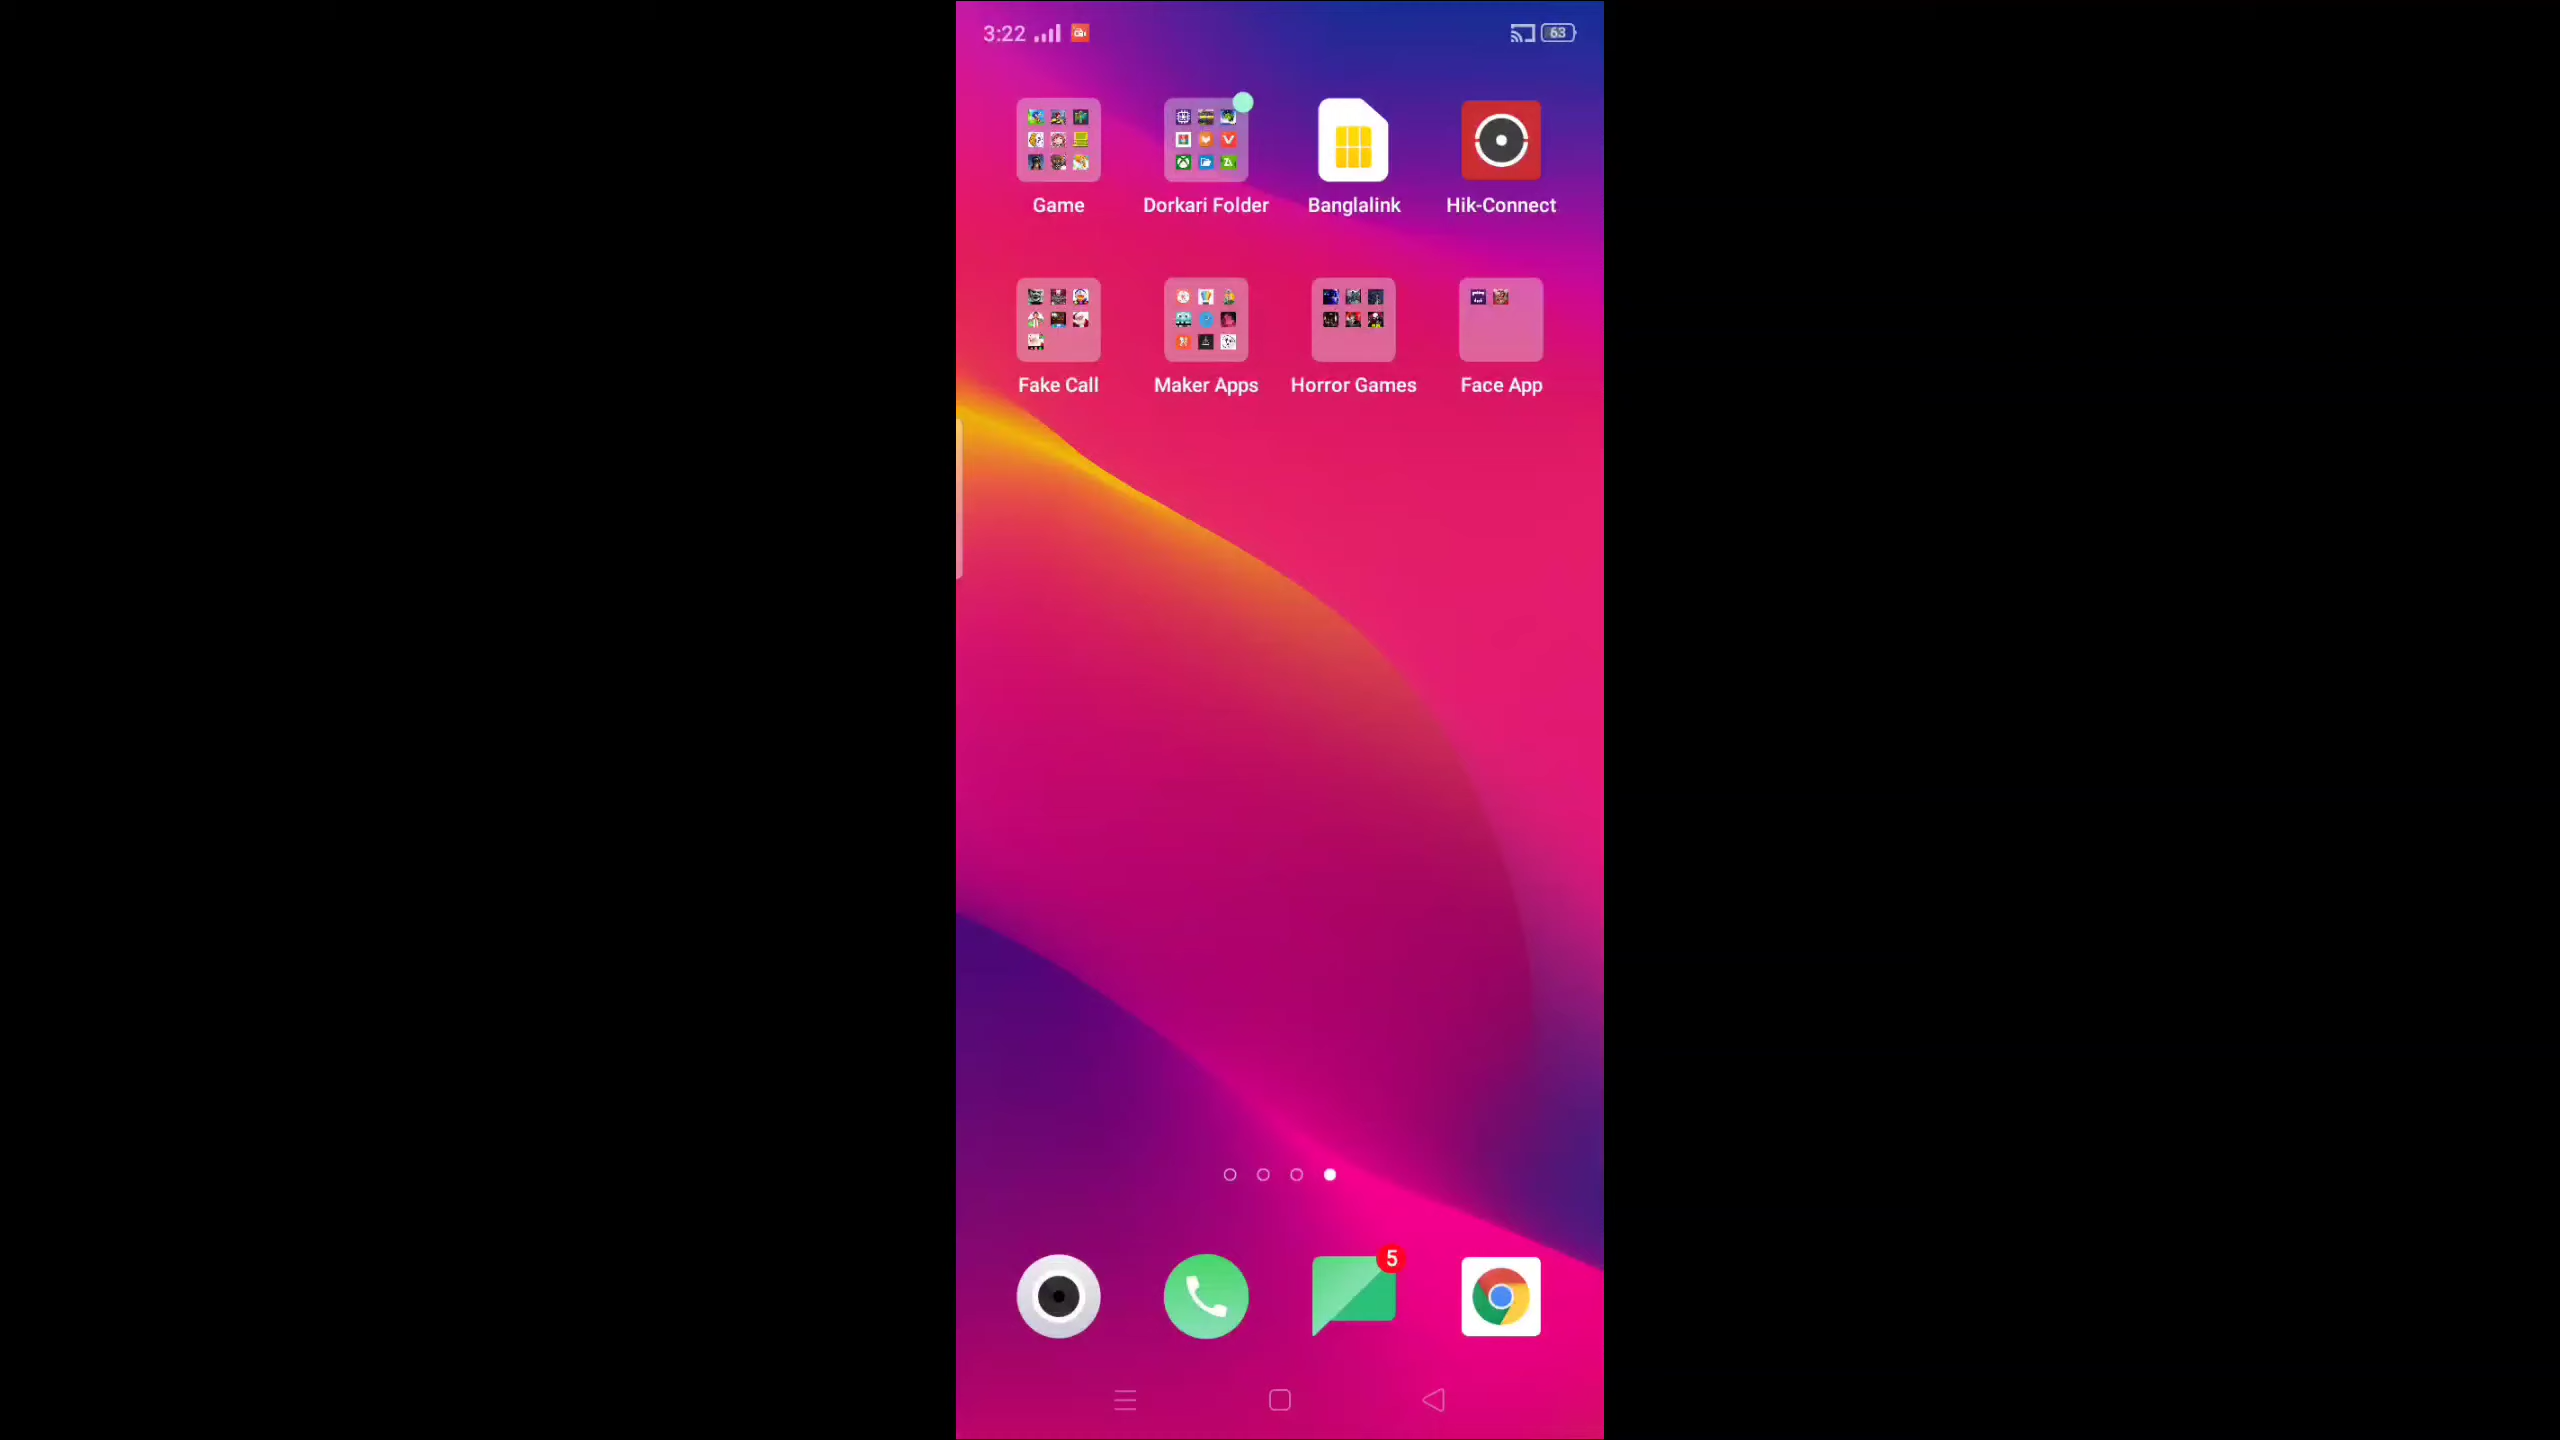 3:22
63
Game Dorkari Folder Banglalink Hik-Connect
Fake Call Maker Apps Horror Games Face App
5